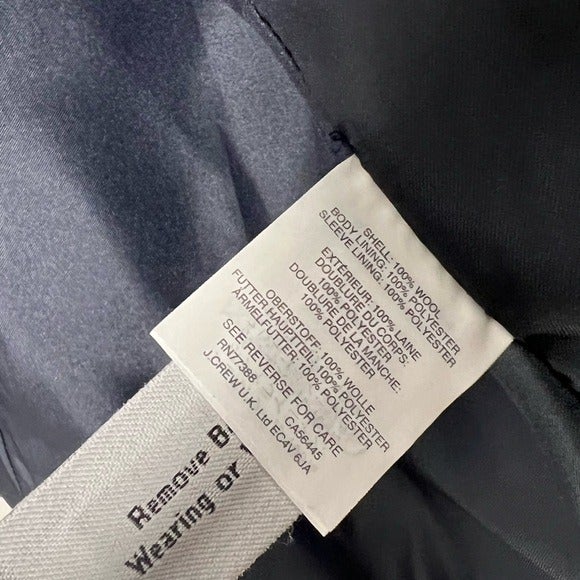 SHELL: 100% WOOL
BODY LINING: 100% POLYESTER
SLEEVE LINING: 100% POLYESTER
EXTÉRIEUR: 100% LAINE
DOUBLURE DU CORPS:
100% POLYESTER
DOUBLURE DE LA MANCHE:
100% POLYESTER
OBERSTOFF: 100% WOLLE
FUTTER HAUPTTEIL: 100% POLYESTER
ÄRMELFUTTER: 100% POLYESTER
SEE REVERSE FOR CARE
RN77388 CA56445
J.CREW U.K. Ltd EC4V 6JA
Remove B
Wearing or